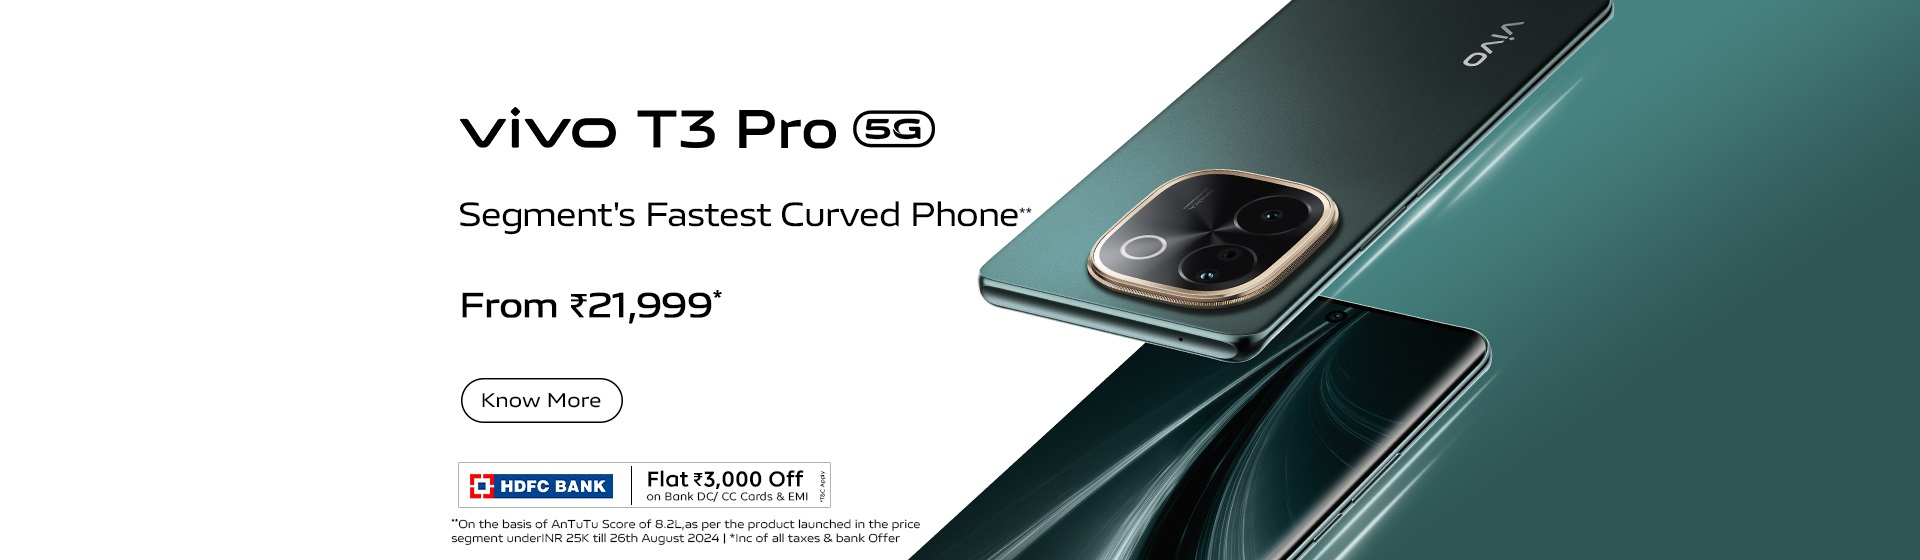 vivo T3 Pro 5G
Segment's Fastest Curved Phone**
From ₹21,999*
Know More
HDFC BANK
Flat ₹3,000 Off
on Bank DC/ CC Cards & EMI
*T&C Apply
**On the basis of AnTuTu Score of 8.2L,as per the product launched in the price
segment underINR 25K till 26th August 2024 | *Inc of all taxes & bank Offer
vivo